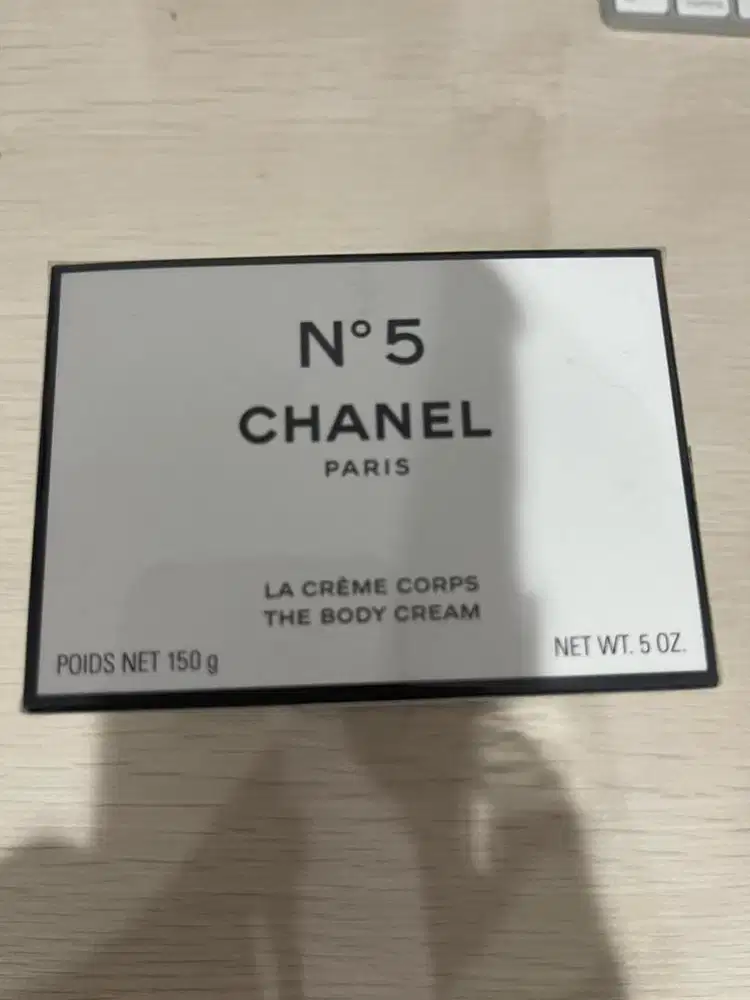 N° 5
CHANEL
PARIS
LA CRÈME CORPS
THE BODY CREAM
POIDS NET 150 g
NET WT. 5 OZ.